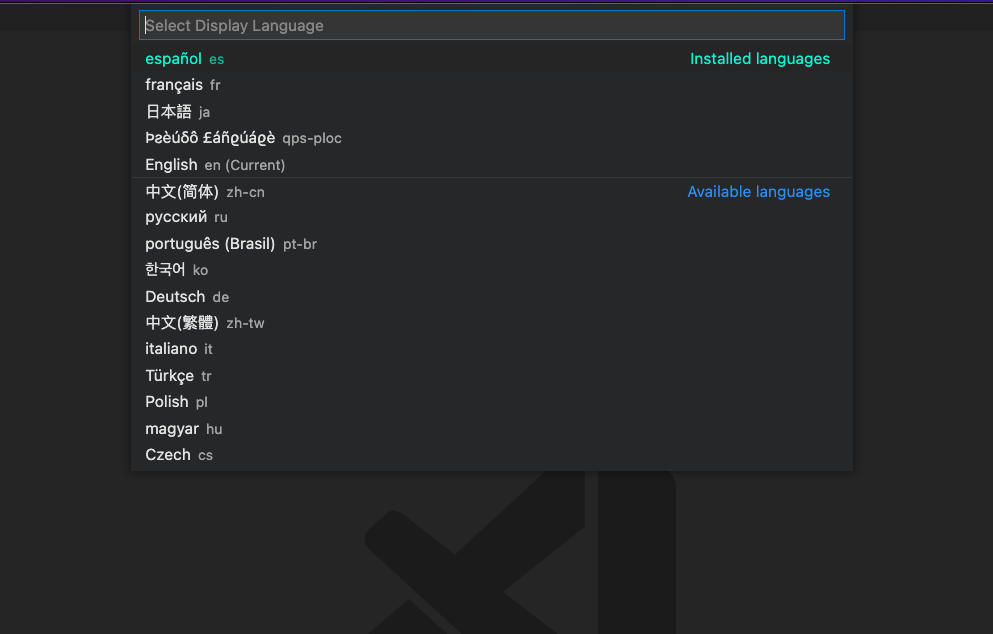 Select Display Language
español es Installed languages
français fr
日本語 ja
Þƨèúδô £áñϱúáϱè qps-ploc
English en (Current)
中文(简体) zh-cn Available languages
русский ru
português (Brasil) pt-br
한국어 ko
Deutsch de
中文(繁體) zh-tw
italiano it
Türkçe tr
Polish pl
magyar hu
Czech cs